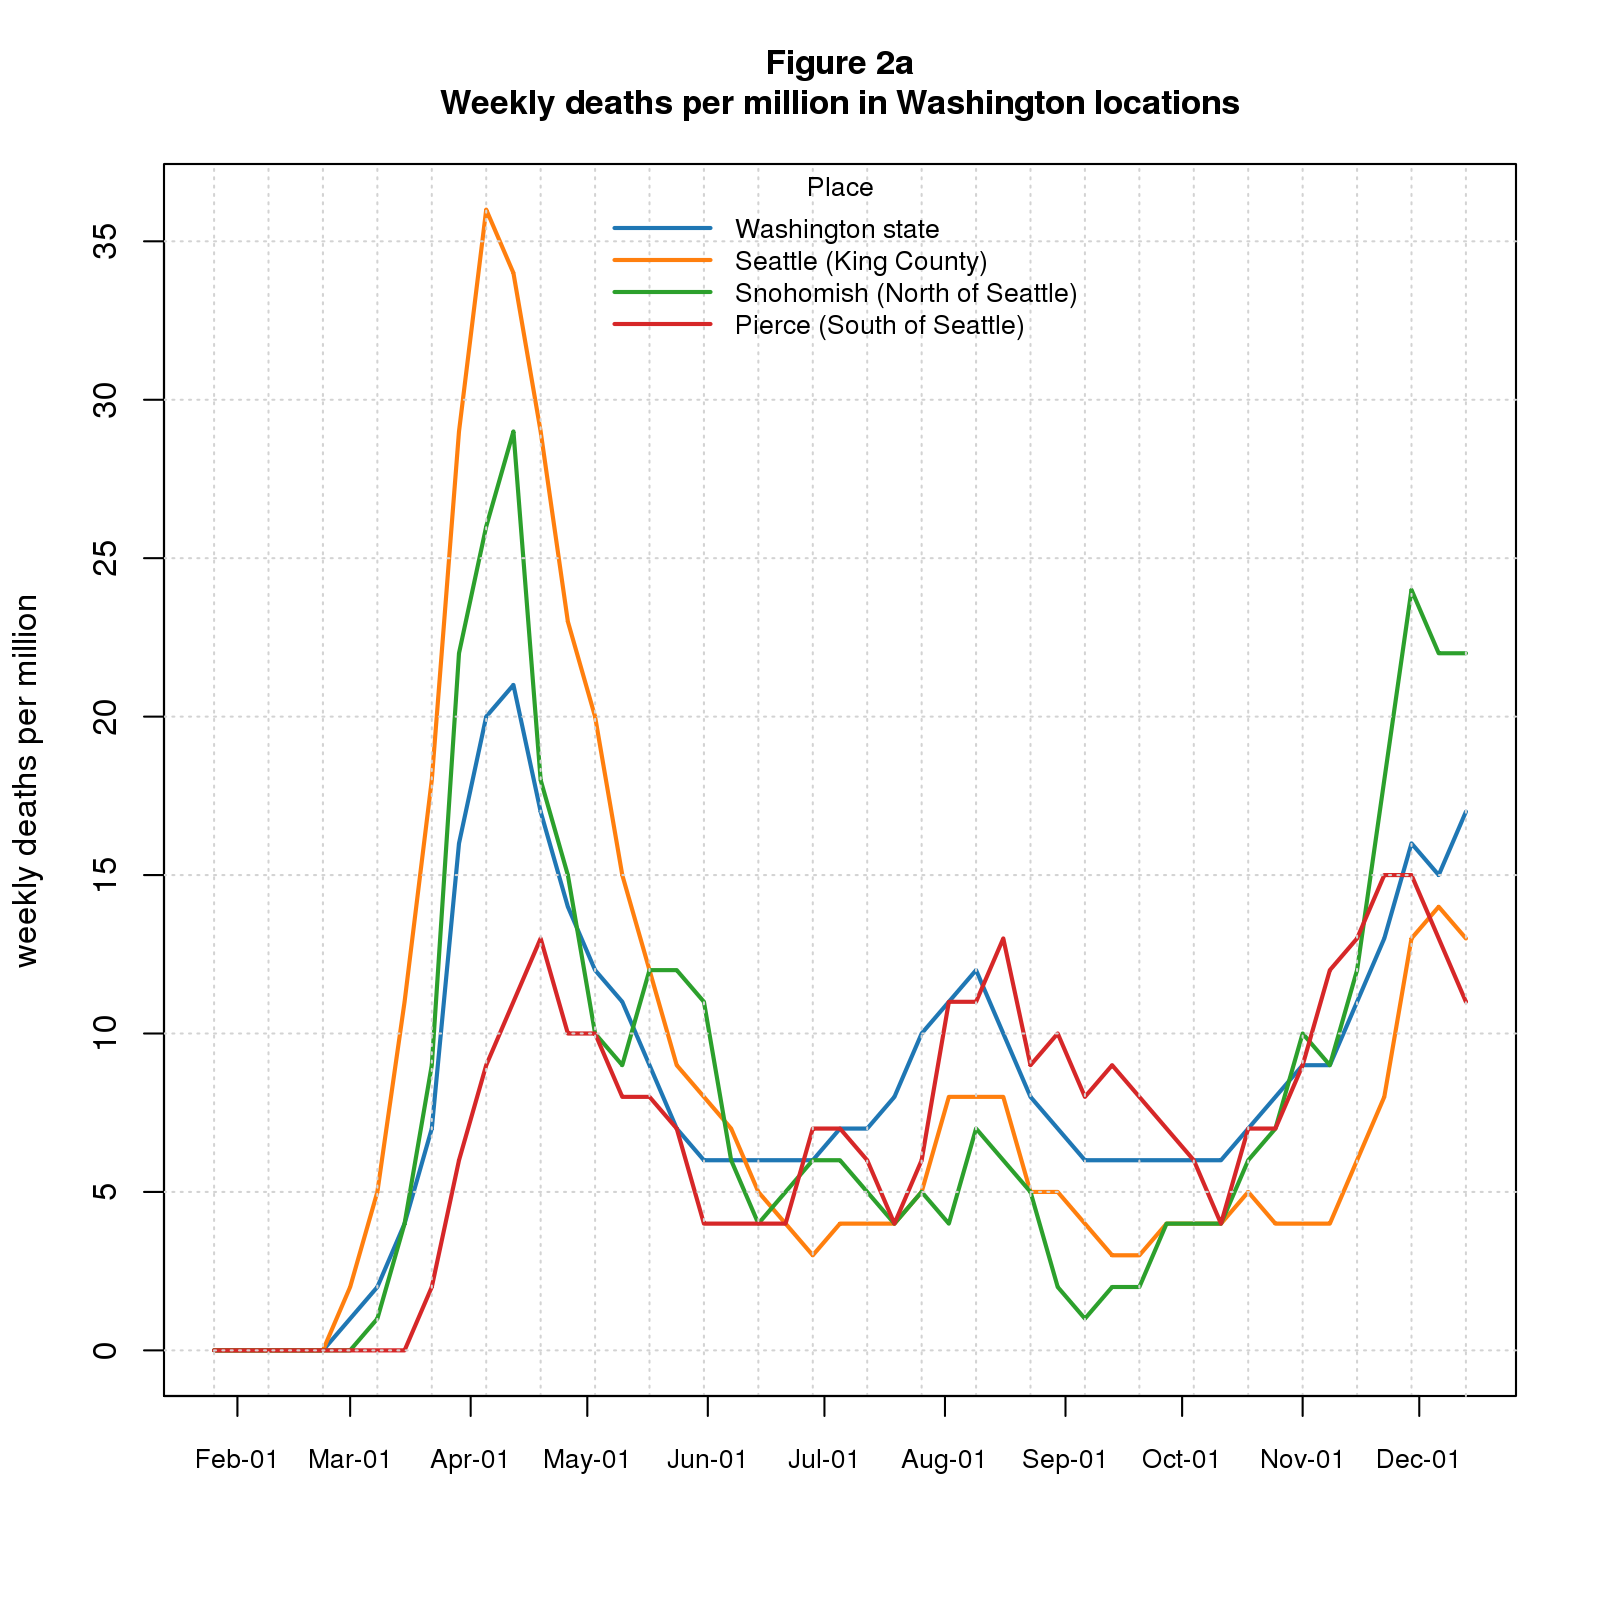 Figure 2a
Weekly deaths per million in Washington locations
Place
Washington state
Seattle (King County)
Snohomish (North of Seattle)
Pierce (South of Seattle)
weekly deaths per million
35
30
25
20
15
10
5
0
Feb-01 Mar-01 Apr-01 May-01 Jun-01 Jul-01 Aug-01 Sep-01 Oct-01 Nov-01 Dec-01